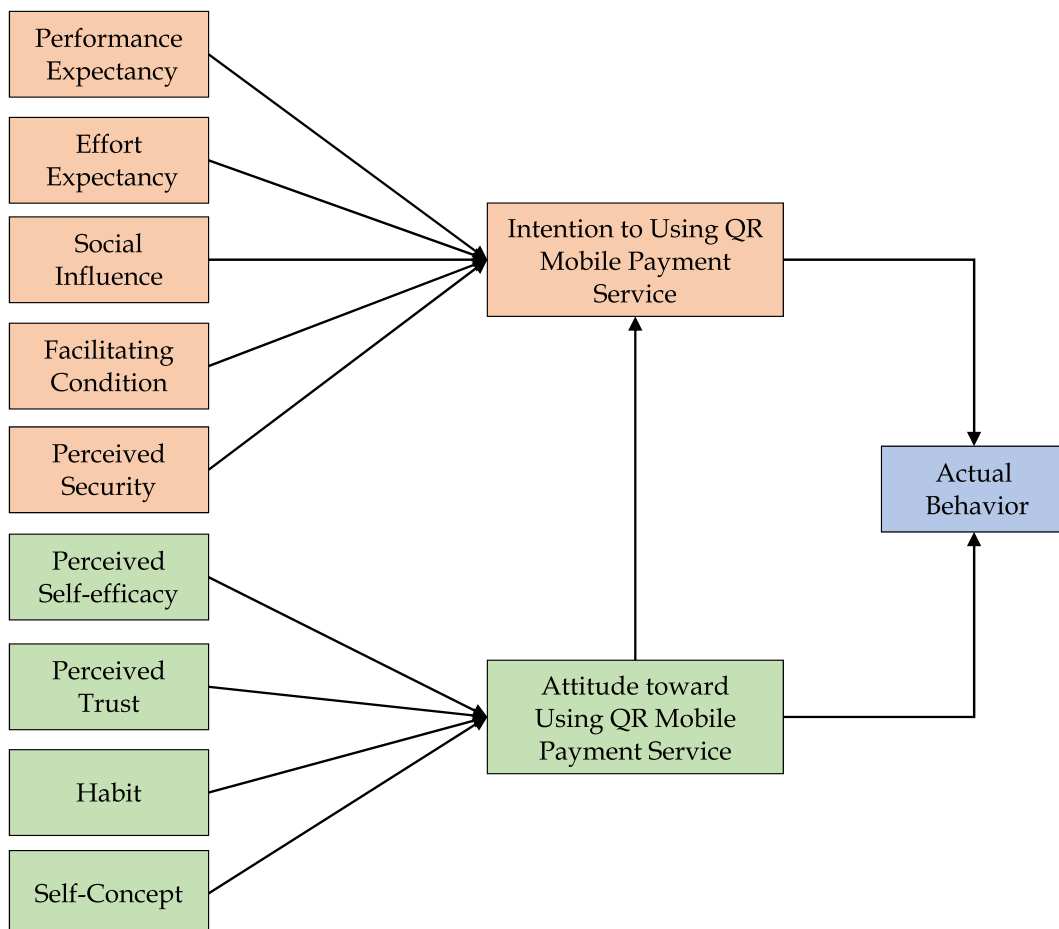 Performance
Expectancy
Effort
Expectancy
Social
Influence
Facilitating
Condition
Perceived
Security
Perceived
Self-efficacy
Perceived
Trust
Habit
Self-Concept
Intention to Using QR
Mobile Payment
Service
Attitude toward
Using QR Mobile
Payment Service
Actual
Behavior